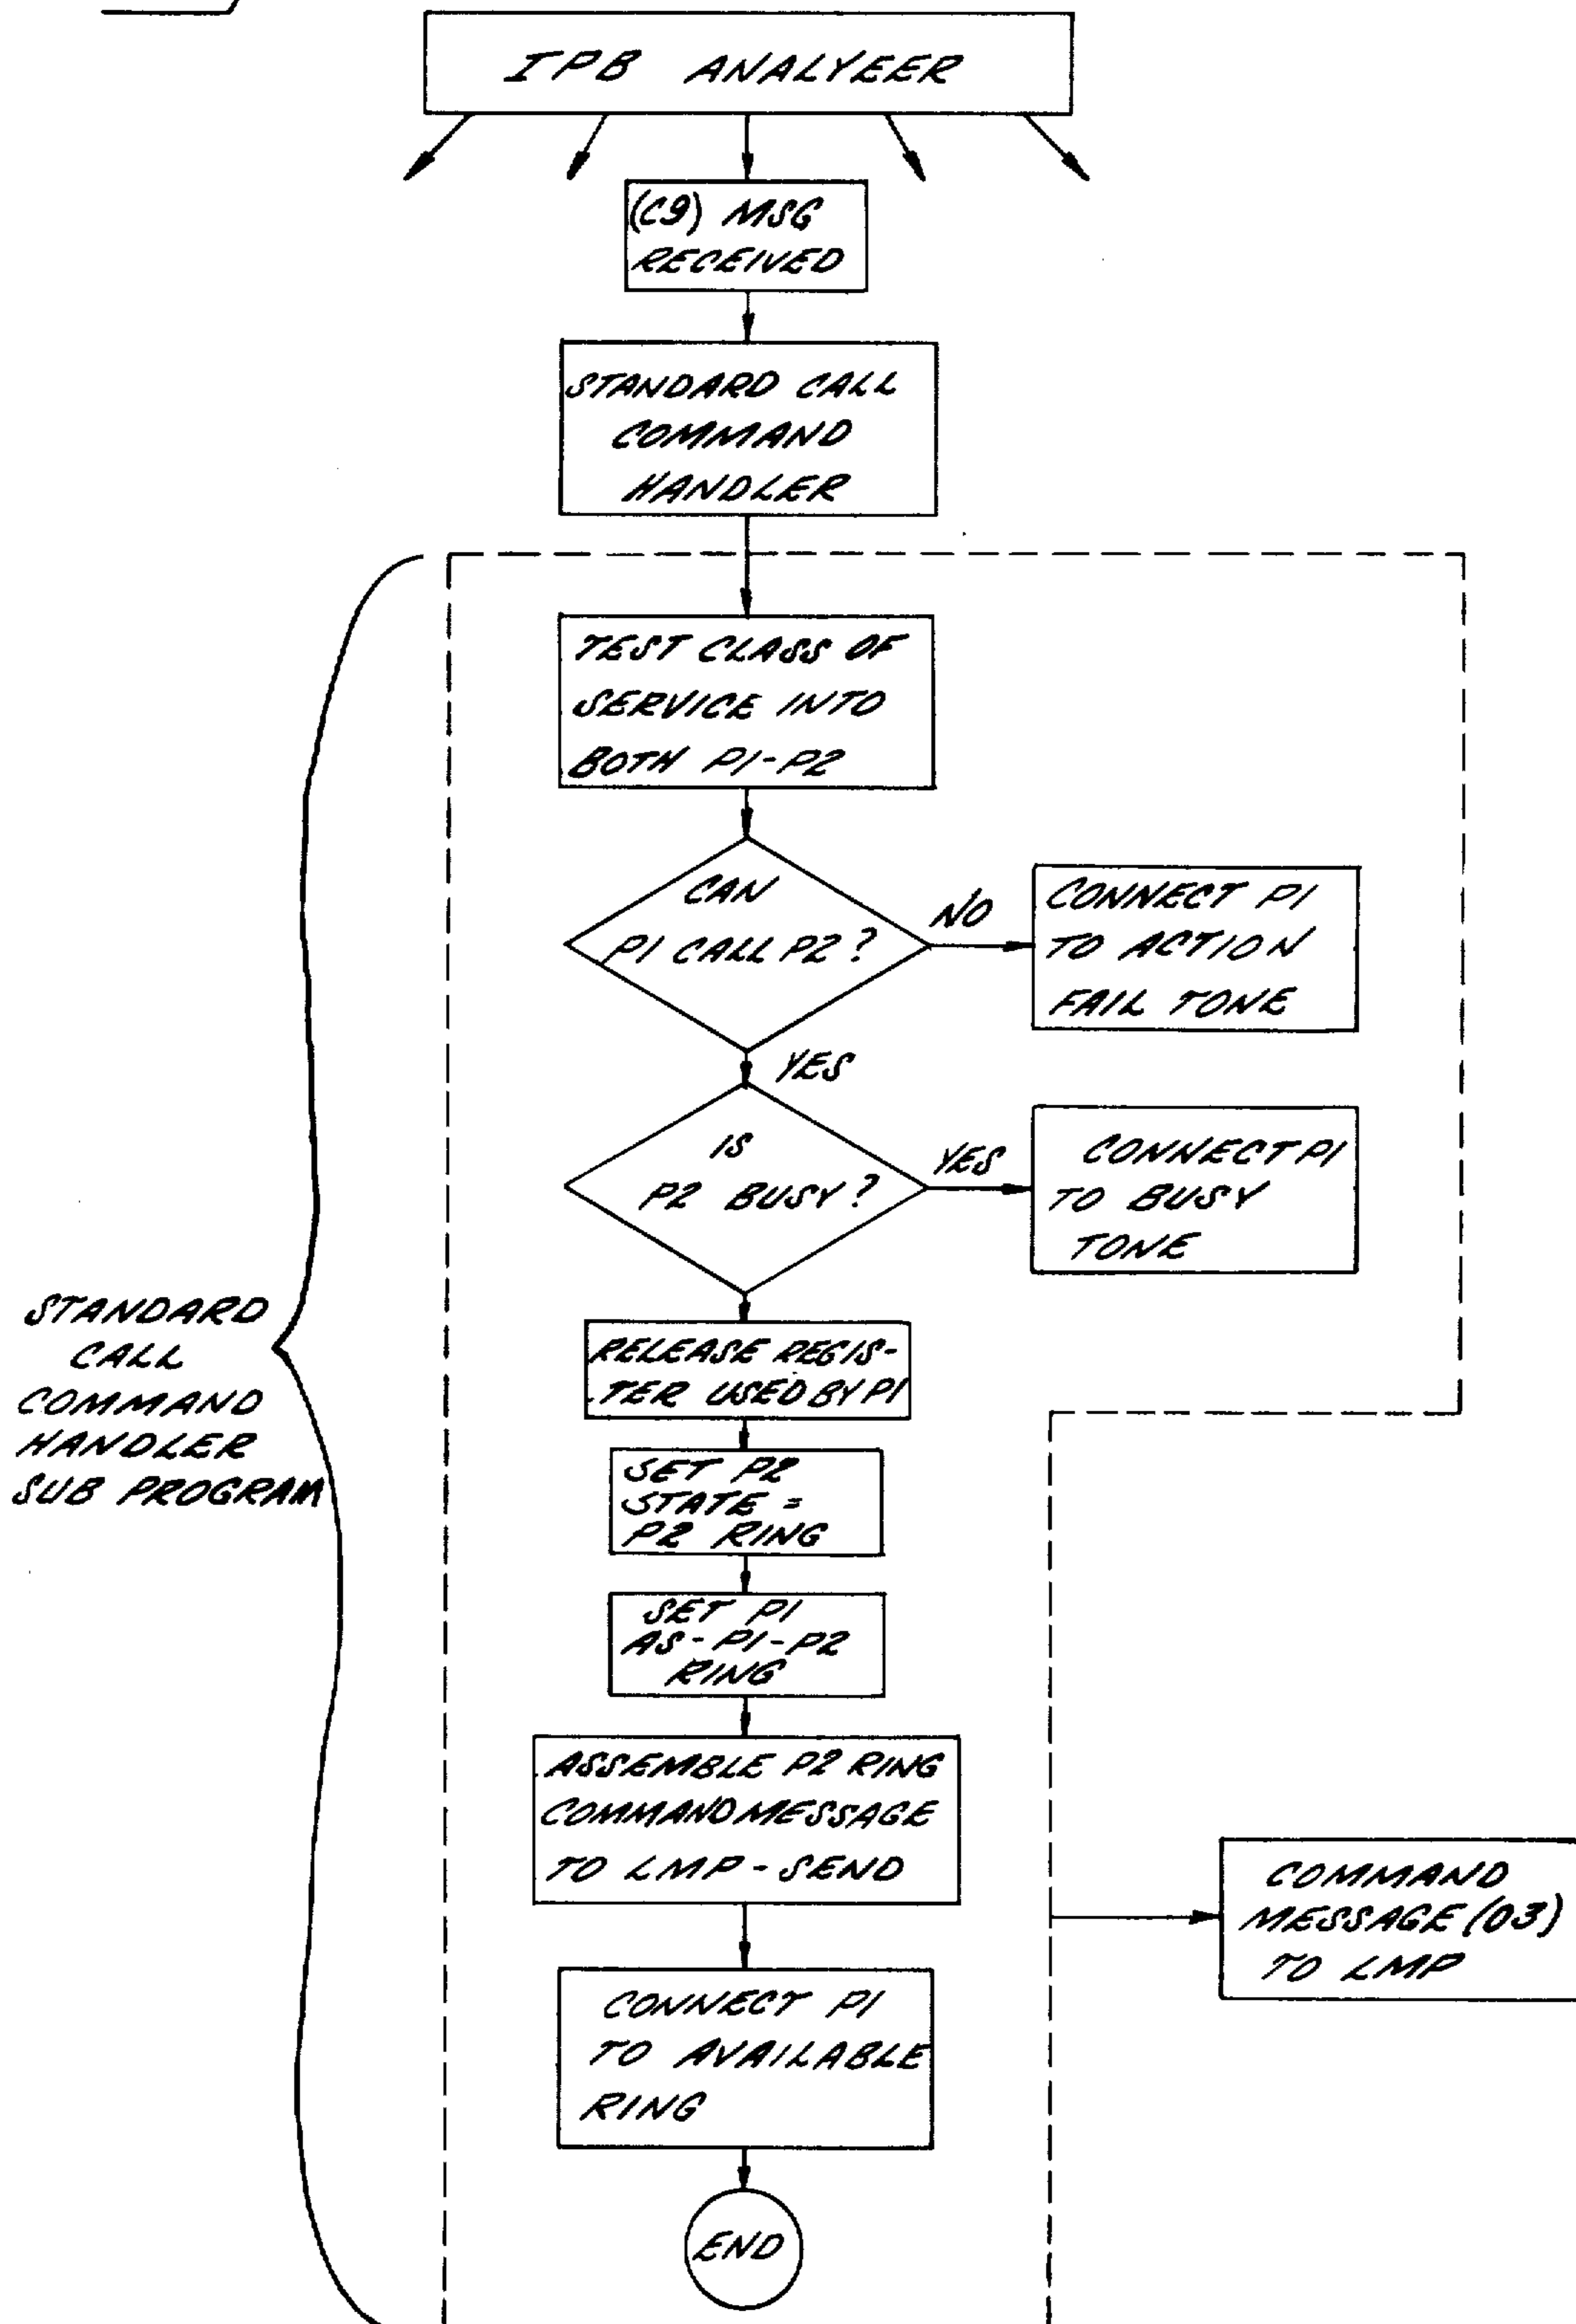 IPB ANALYEER
(C9) MSG
RECEIVED
STANDARD CALL
COMMAND
HANDLER
TEST CLASS OF
SERVICE INTO
BOTH P1-P2
CAN
P1 CALL P2?
NO
CONNECT P1
TO ACTION
FAIL TONE
YES
IS
P2 BUSY?
YES
CONNECT P1
TO BUSY
TONE
STANDARD
CALL
COMMAND
HANDLER
SUB PROGRAM
RELEASE REGIS-
TER USED BY P1
SET P2
STATE =
P2 RING
SET P1
AS-P1-P2
RING
ASSEMBLE P2 RING
COMMAND MESSAGE
TO LMP-SEND
COMMAND
MESSAGE (03)
TO LMP
CONNECT P1
TO AVAILABLE
RING
END